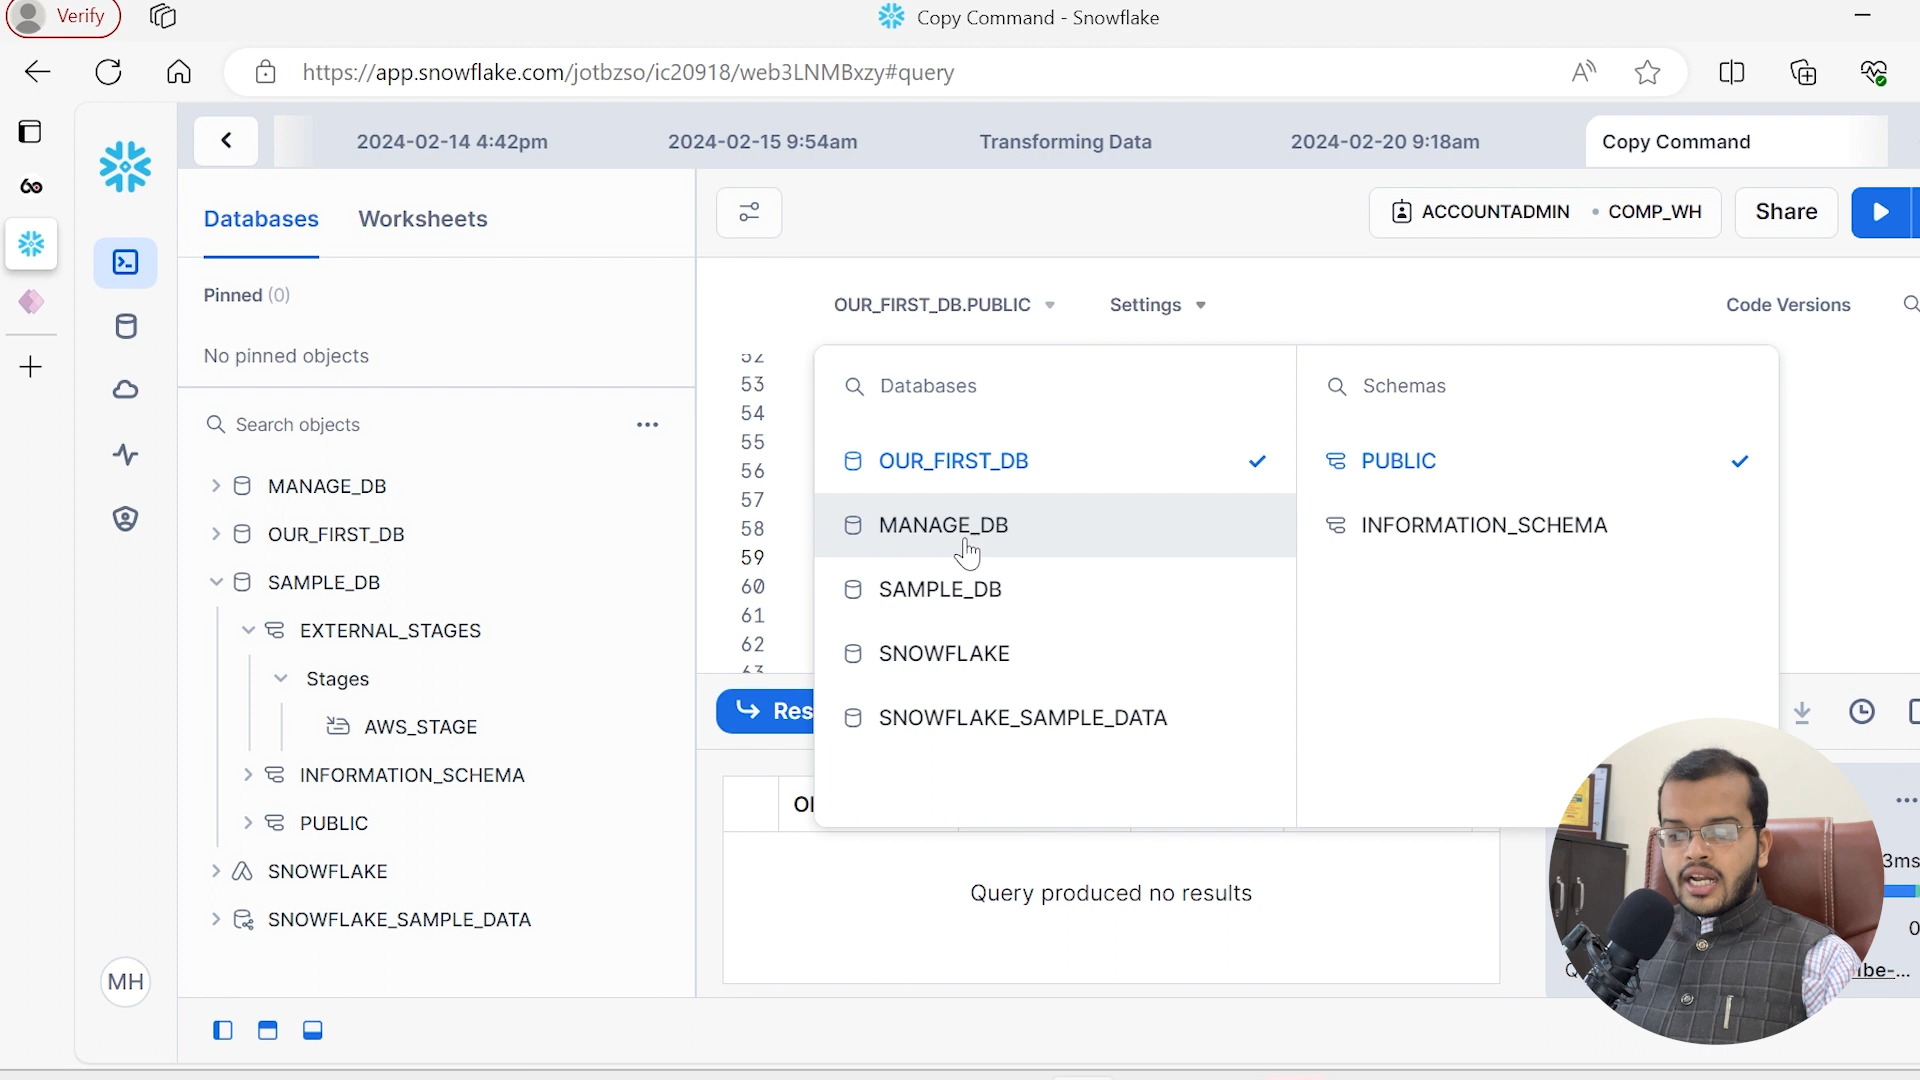 Verify
Copy Command - Snowflake
https://app.snowflake.com/jotbzso/ic20918/web3LNMBxzy#query
2024-02-14 4:42pm
2024-02-15 9:54am
Transforming Data
2024-02-20 9:18am
Copy Command
Databases
Worksheets
ACCOUNTADMIN • COMP_WH
Share
Pinned (0)
No pinned objects
OUR_FIRST_DB.PUBLIC
Settings
Code Versions
Search objects
MANAGE_DB
OUR_FIRST_DB
SAMPLE_DB
EXTERNAL_STAGES
Stages
AWS_STAGE
INFORMATION_SCHEMA
PUBLIC
SNOWFLAKE
SNOWFLAKE_SAMPLE_DATA
MH
52
53
54
55
56
57
58
59
60
61
62
63
Databases
OUR_FIRST_DB
MANAGE_DB
SAMPLE_DB
SNOWFLAKE
SNOWFLAKE_SAMPLE_DATA
Schemas
PUBLIC
INFORMATION_SCHEMA
Res
Query produced no results
3ms